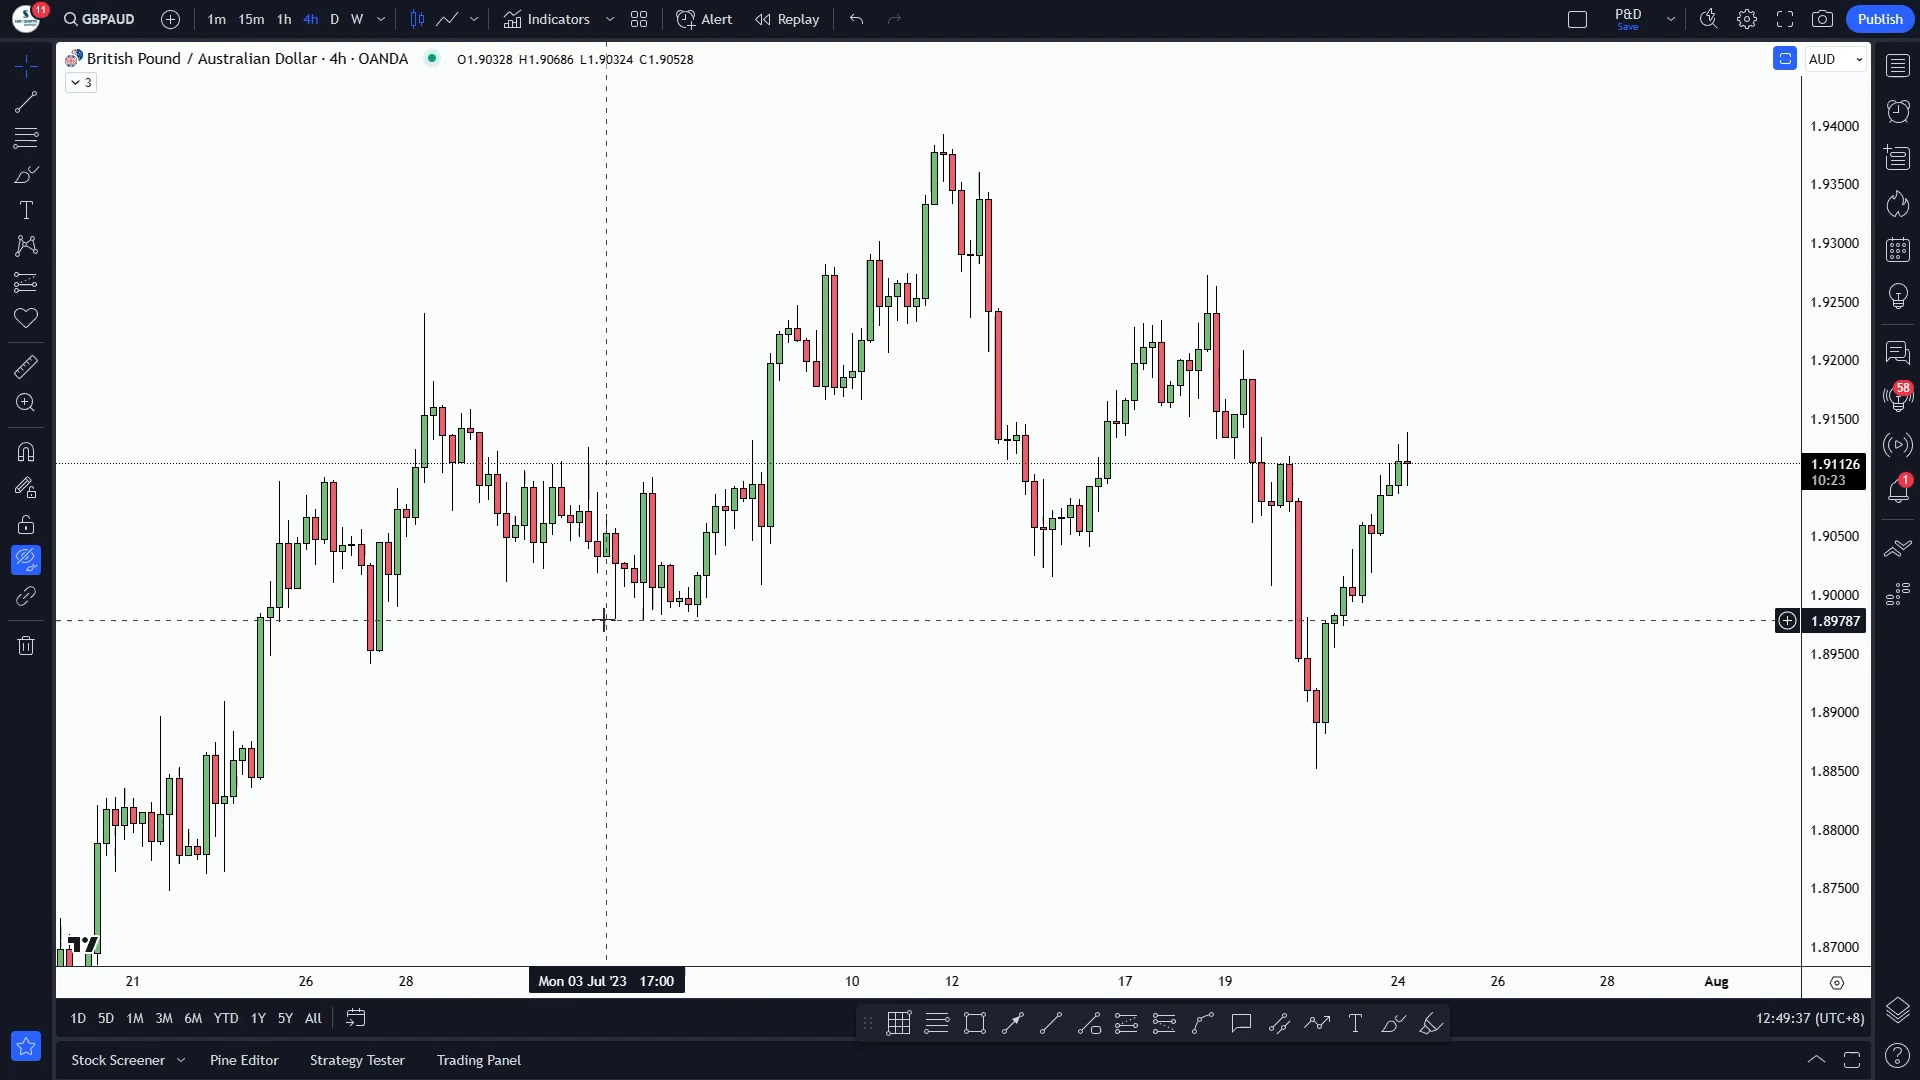 11
GBPAUD
1m 15m 1h 4h D W
Indicators
Alert
Replay
P&D
Save
Publish
British Pound / Australian Dollar · 4h · OANDA
O1.90328 H1.90686 L1.90324 C1.90528
AUD
3
1.94000
1.93500
1.93000
1.92500
1.92000
1.91500
1.91126
10:23
1.90500
1.90000
1.89787
1.89500
1.89000
1.88500
1.88000
1.87500
1.87000
58
1
21 26 28 Mon 03 Jul '23 17:00 10 12 17 19 24 26 28 Aug
1D 5D 1M 3M 6M YTD 1Y 5Y All
12:49:37 (UTC+8)
Stock Screener Pine Editor Strategy Tester Trading Panel